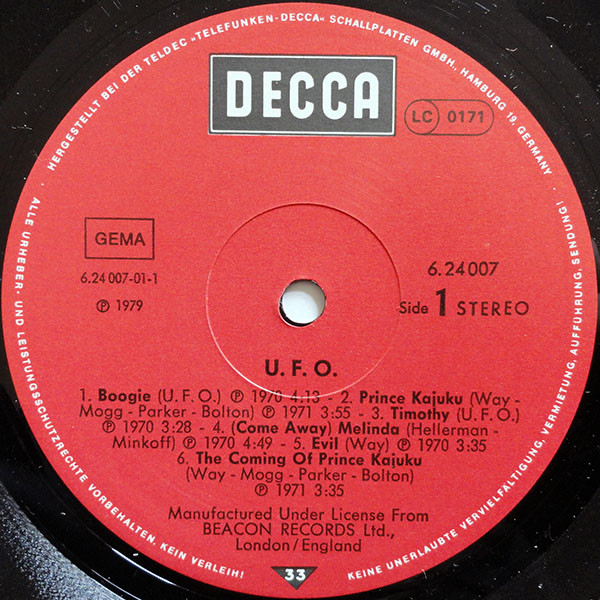 HERGESTELLT BEI DER TELDEC »TELEFUNKEN-DECCA« SCHALLPLATTEN GMBH, HAMBURG 19, GERMANY
DECCA
LC 0171
GEMA
6.24 007-01-1
Ⓟ 1979
6.24 007
Side 1 STEREO
U. F. O.
1. Boogie (U. F. O.) Ⓟ 1970 4.13 - 2. Prince Kajuku (Way -
Mogg - Parker - Bolton) Ⓟ 1971 3:55 - 3. Timothy (U. F. O.)
Ⓟ 1970 3:28 - 4. (Come Away) Melinda (Hellerman -
Minkoff) Ⓟ 1970 4:49 - 5. Evil (Way) Ⓟ 1970 3:35
6. The Coming Of Prince Kajuku
(Way - Mogg - Parker - Bolton)
Ⓟ 1971 3:35
Manufactured Under License From
BEACON RECORDS Ltd.,
London/England
33
ALLE URHEBER- UND LEISTUNGSSCHUTZRECHTE VORBEHALTEN. KEIN VERLEIH!
KEINE UNERLAUBTE VERVIELFÄLTIGUNG, VERMIETUNG, AUFFÜHRUNG, SENDUNG!